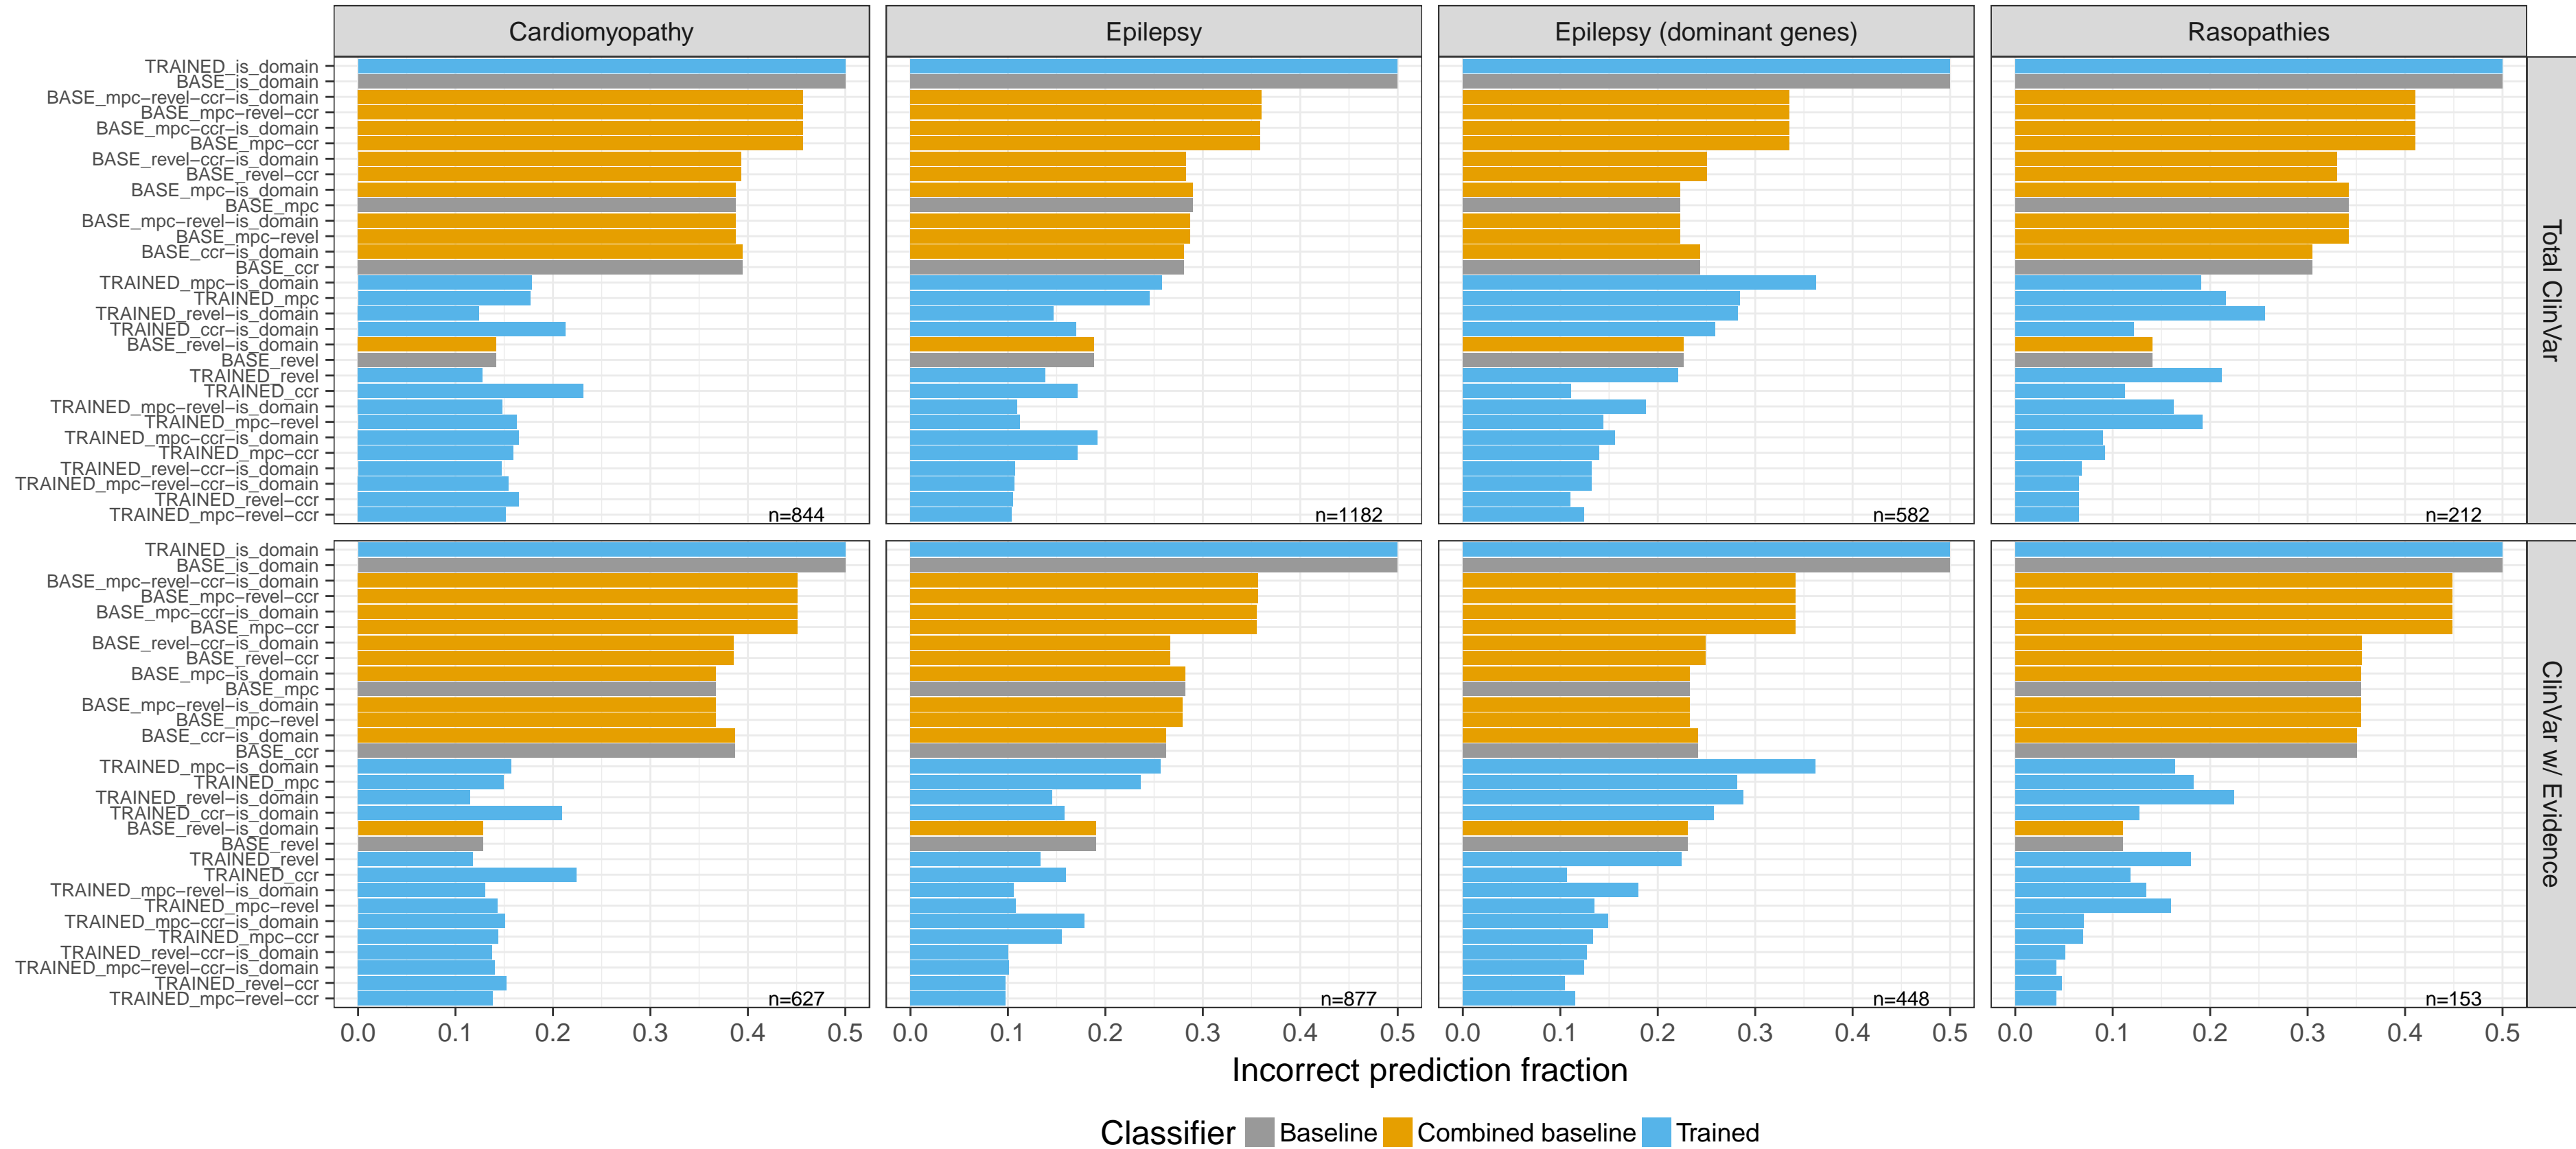 Cardiomyopathy
Epilepsy
Epilepsy (dominant genes)
Rasopathies
TRAINED_is_domain
BASE_is_domain
BASE_mpc−revel−ccr−is_domain
BASE_mpc−revel−ccr
BASE_mpc−ccr−is_domain
BASE_mpc−ccr
BASE_revel−ccr−is_domain
BASE_revel−ccr
BASE_mpc−is_domain
BASE_mpc
BASE_mpc−revel−is_domain
BASE_mpc−revel
BASE_ccr−is_domain
BASE_ccr
TRAINED_mpc−is_domain
TRAINED_mpc
TRAINED_revel−is_domain
TRAINED_ccr−is_domain
BASE_revel−is_domain
BASE_revel
TRAINED_revel
TRAINED_ccr
TRAINED_mpc−revel−is_domain
TRAINED_mpc−revel
TRAINED_mpc−ccr−is_domain
TRAINED_mpc−ccr
TRAINED_revel−ccr−is_domain
TRAINED_mpc−revel−ccr−is_domain
TRAINED_revel−ccr
TRAINED_mpc−revel−ccr
n=844
n=1182
n=582
n=212
Total ClinVar
TRAINED_is_domain
BASE_is_domain
BASE_mpc−revel−ccr−is_domain
BASE_mpc−revel−ccr
BASE_mpc−ccr−is_domain
BASE_mpc−ccr
BASE_revel−ccr−is_domain
BASE_revel−ccr
BASE_mpc−is_domain
BASE_mpc
BASE_mpc−revel−is_domain
BASE_mpc−revel
BASE_ccr−is_domain
BASE_ccr
TRAINED_mpc−is_domain
TRAINED_mpc
TRAINED_revel−is_domain
TRAINED_ccr−is_domain
BASE_revel−is_domain
BASE_revel
TRAINED_revel
TRAINED_ccr
TRAINED_mpc−revel−is_domain
TRAINED_mpc−revel
TRAINED_mpc−ccr−is_domain
TRAINED_mpc−ccr
TRAINED_revel−ccr−is_domain
TRAINED_mpc−revel−ccr−is_domain
TRAINED_revel−ccr
TRAINED_mpc−revel−ccr
n=627
n=877
n=448
n=153
ClinVar w/ Evidence
0.0 0.1 0.2 0.3 0.4 0.5
0.0 0.1 0.2 0.3 0.4 0.5
0.0 0.1 0.2 0.3 0.4 0.5
0.0 0.1 0.2 0.3 0.4 0.5
Incorrect prediction fraction
Classifier Baseline Combined baseline Trained